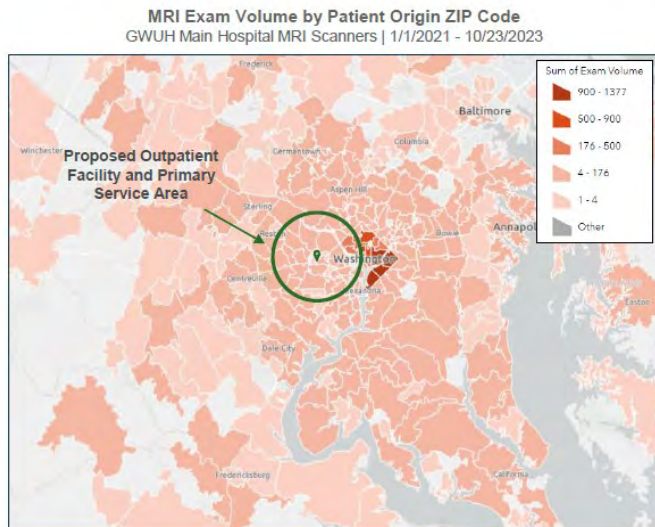 MRI Exam Volume by Patient Origin ZIP Code
GWUH Main Hospital MRI Scanners | 1/1/2021 - 10/23/2023
Sum of Exam Volume
900 - 1377
500 - 900
176 - 500
4 - 176
1 - 4
Other
Frederick
Baltimore
Winchester
Columbia
Proposed Outpatient
Facility and Primary
Service Area
Germantown
Aspen Hill
Sterling
Reston
Bowie
Annapol
Washington
Centreville
Easton
Dale City
Fredericksburg
California